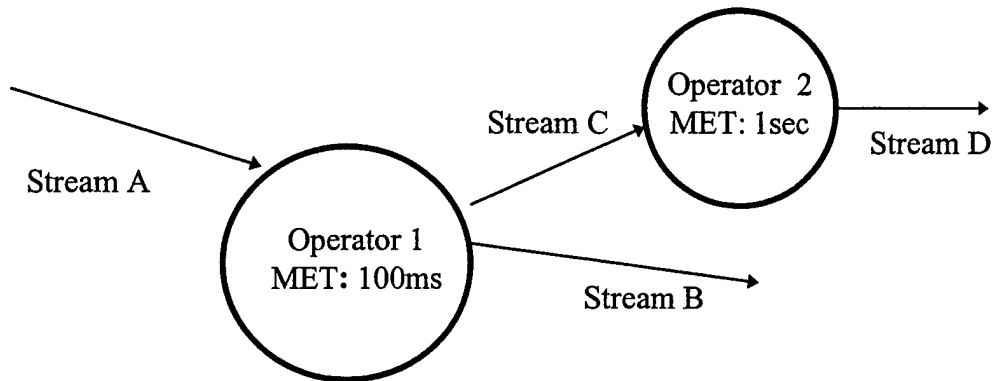 Operator 2
MET: 1sec
Stream C
Stream D
Stream A
Operator 1
MET: 100ms
Stream B